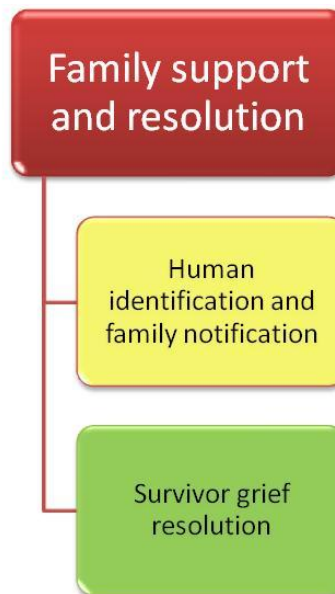 Family support
and resolution
Human
identification and
family notification
Survivor grief
resolution